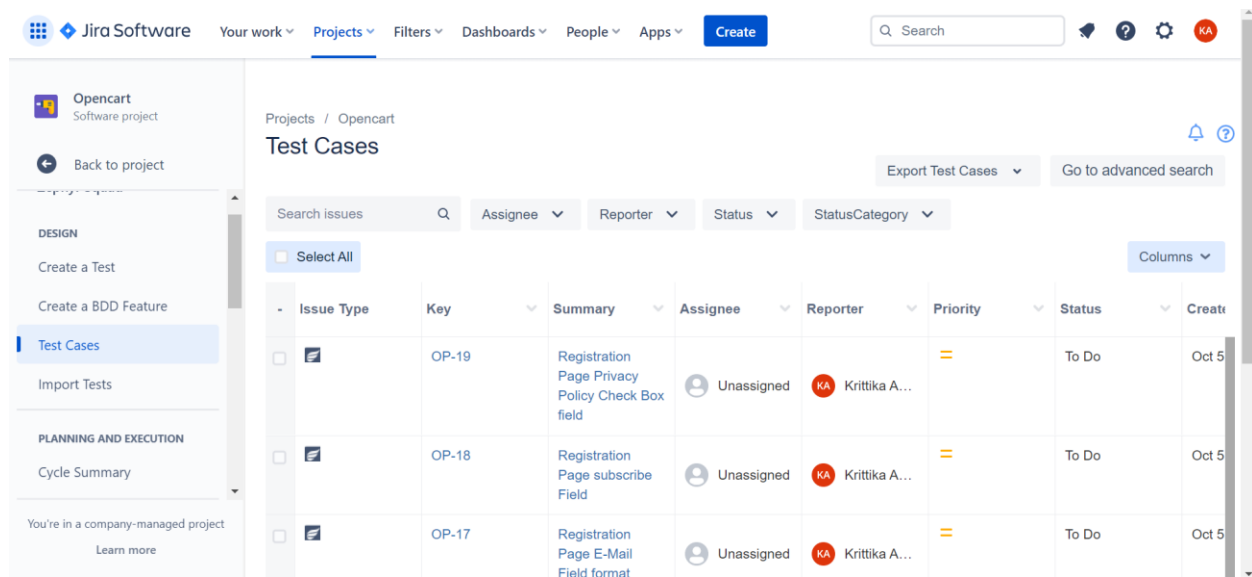 Jira Software Your work Projects Filters Dashboards People Apps Create Search KA
Opencart
Software project
Back to project
DESIGN
Create a Test
Create a BDD Feature
Test Cases
Import Tests
PLANNING AND EXECUTION
Cycle Summary
You're in a company-managed project
Learn more
Projects / Opencart
Test Cases
Export Test Cases Go to advanced search
Search issues Assignee Reporter Status StatusCategory
Select All Columns
- Issue Type Key Summary Assignee Reporter Priority Status Create
OP-19 Registration Page Privacy Policy Check Box field Unassigned KA Krittika A... To Do Oct 5
OP-18 Registration Page subscribe Field Unassigned KA Krittika A... To Do Oct 5
OP-17 Registration Page E-Mail Field format Unassigned KA Krittika A... To Do Oct 5